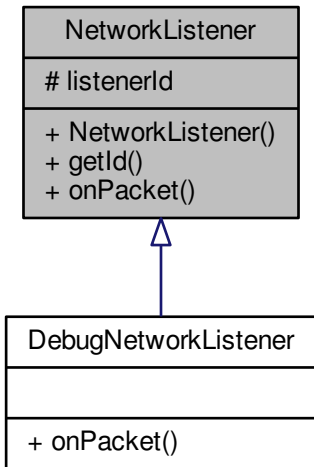 NetworkListener
# listenerId
+ NetworkListener()
+ getId()
+ onPacket()
DebugNetworkListener
+ onPacket()